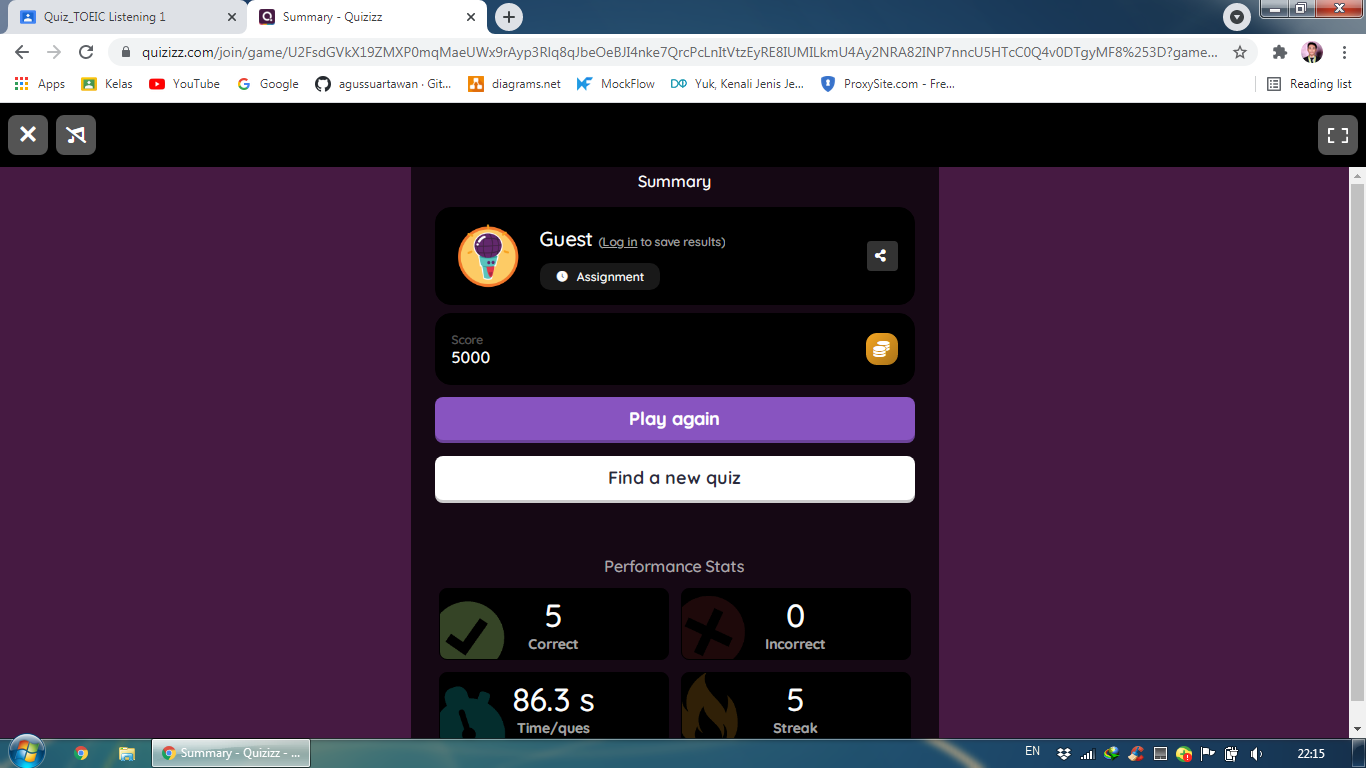 Quiz_TOEIC Listening 1
Summary - Quizizz
quizizz.com/join/game/U2FsdGVkX19ZMXP0mqMaeUWx9rAyp3RIq8qJbeOeBJI4nke7QrcPcLnItVtzEyRE8IUMILkmU4Ay2NRA82INP7nncU5HTcC0Q4v0DTgyMF8%253D?game...
Apps
Kelas
YouTube
Google
agussuartawan · Git...
diagrams.net
MockFlow
Yuk, Kenali Jenis Je...
ProxySite.com - Fre...
Reading list
Summary
Guest (Log in to save results)
Assignment
Score
5000
Play again
Find a new quiz
Performance Stats
5
Correct
0
Incorrect
86.3 s
Time/ques
5
Streak
Summary - Quizizz - ...
EN
22:15